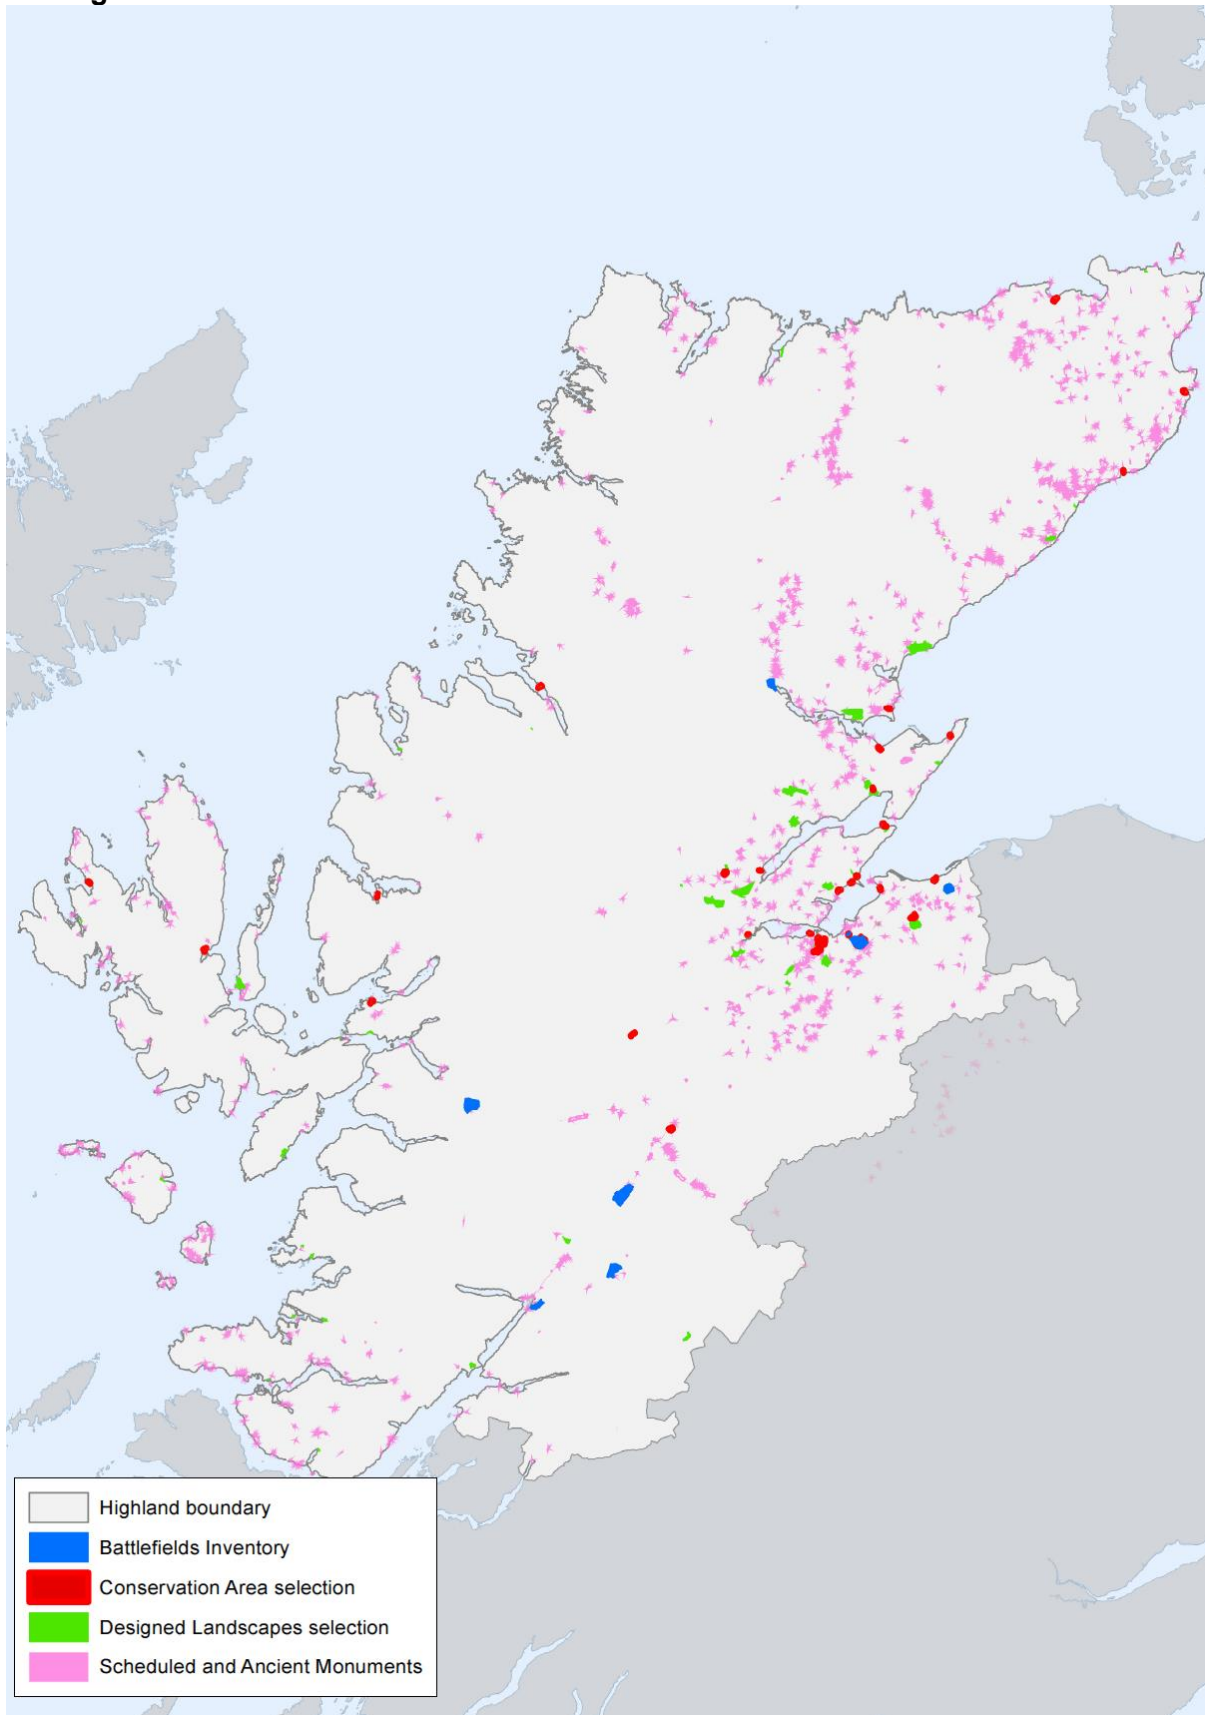 Highland boundary
Battlefields Inventory
Conservation Area selection
Designed Landscapes selection
Scheduled and Ancient Monuments